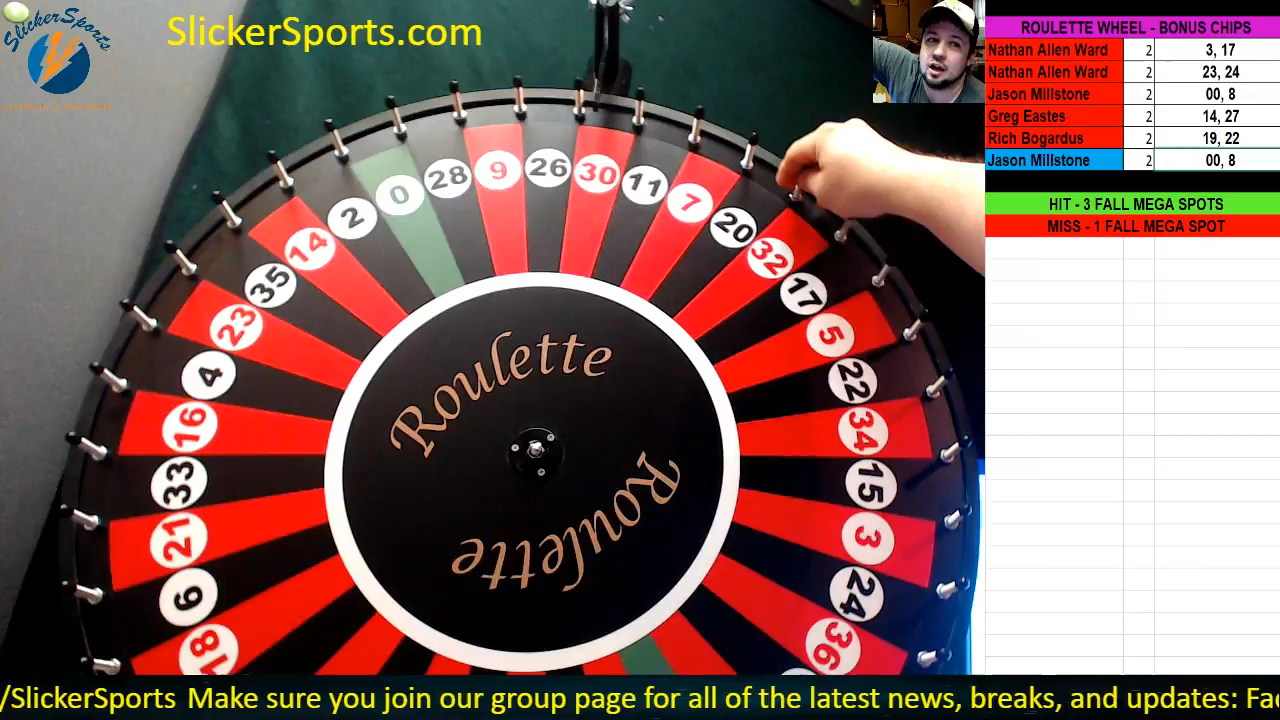 SlickerSports
SlickerSports.com
ROULETTE WHEEL - BONUS CHIPS
Nathan Allen Ward 2 3, 17
Nathan Allen Ward 2 23, 24
Jason Millstone 2 00, 8
Greg Eastes 2 14, 27
Rich Bogardus 2 19, 22
Jason Millstone 2 00, 8
HIT - 3 FALL MEGA SPOTS
MISS - 1 FALL MEGA SPOT
18
6
21
33
16
4
23
35
14
2
0
28
9
26
30
11
7
20
32
17
5
22
34
15
3
24
36
Roulette
Roulette
/SlickerSports Make sure you join our group page for all of the latest news, breaks, and updates: Fa